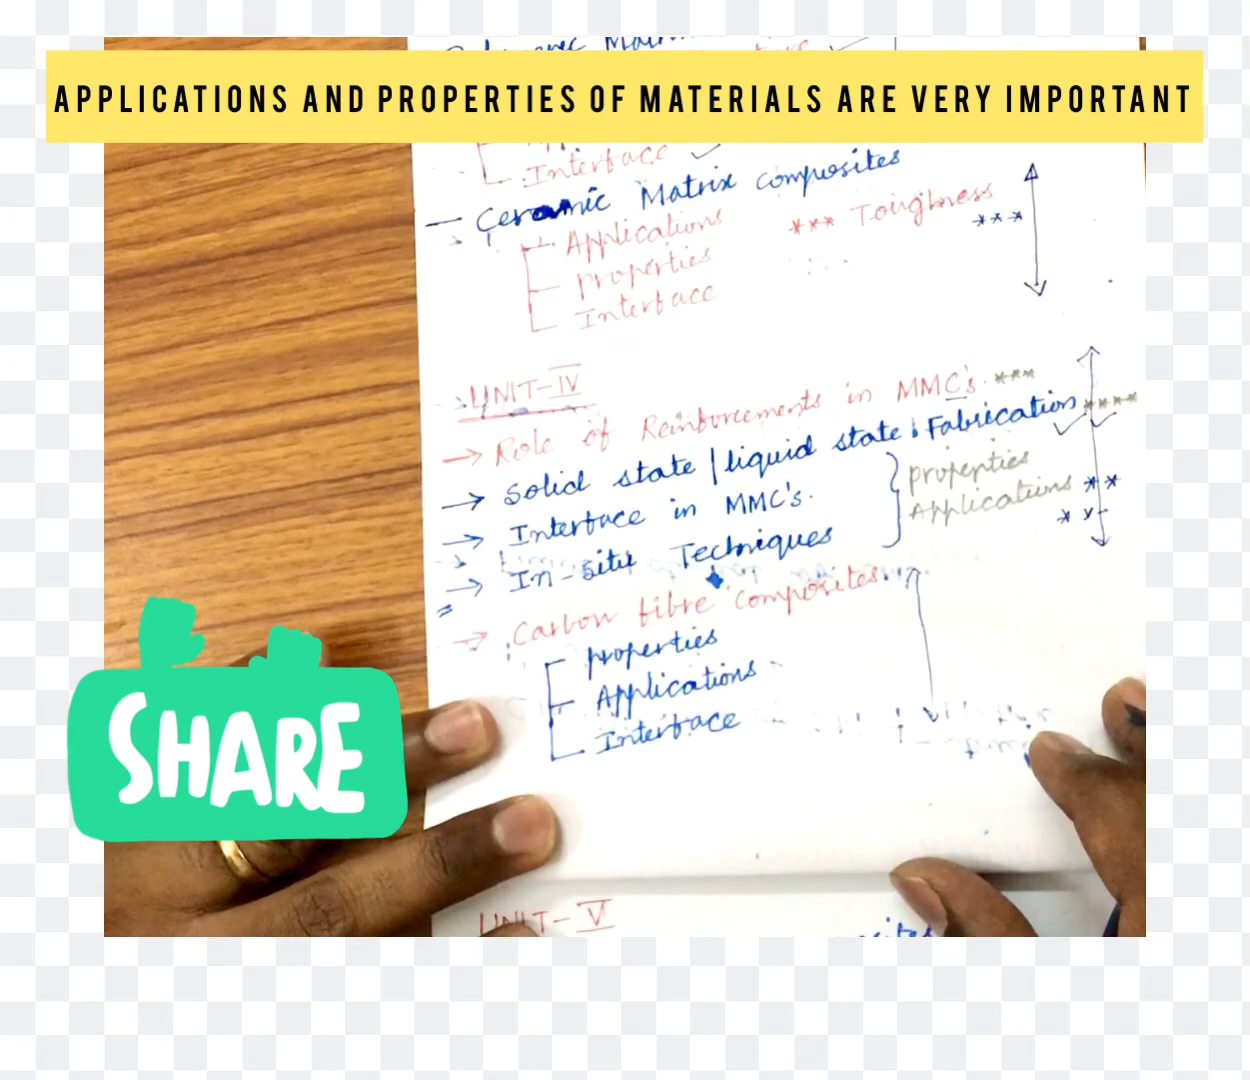 APPLICATIONS AND PROPERTIES OF MATERIALS ARE VERY IMPORTANT
Interface ✓
— Ceramic Matrix Composites
Applications *** Toughness ***
Properties
Interface
UNIT-IV
→ Role of Reinforcements in MMC's ***
→ Solid state / liquid state Fabrication ****
→ Interface in MMC's. properties
→ In-situ Techniques Applications **
→ Carbon fibre composites
properties
Applications
Interface
SHARE
UNIT-V